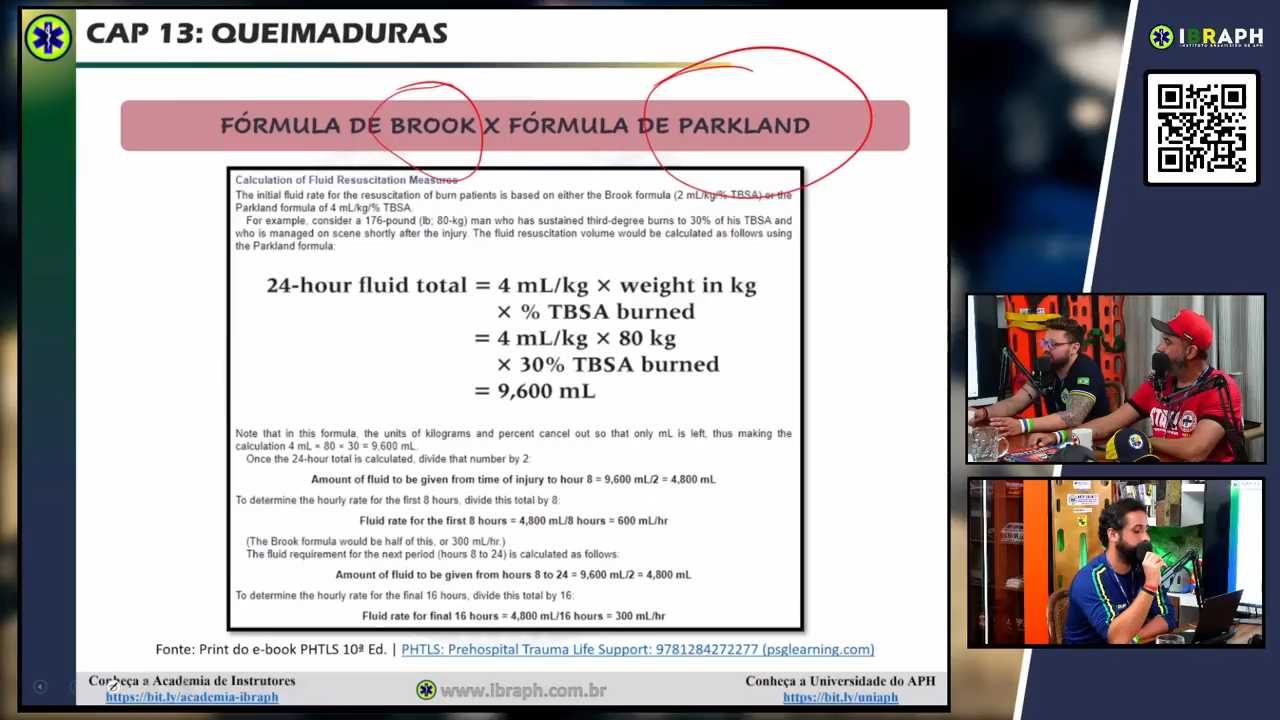 CAP 13: QUEIMADURAS
IBRAPH
INSTITUTO BRASILEIRO DE APH
FÓRMULA DE BROOK X FÓRMULA DE PARKLAND
Calculation of Fluid Resuscitation Measures
The initial fluid rate for the resuscitation of burn patients is based on either the Brook formula (2 mL/kg/% TBSA) or the
Parkland formula of 4 mL/kg/% TBSA.
For example, consider a 176-pound (lb; 80-kg) man who has sustained third-degree burns to 30% of his TBSA and
who is managed on scene shortly after the injury. The fluid resuscitation volume would be calculated as follows using
the Parkland formula:
24-hour fluid total = 4 mL/kg × weight in kg
× % TBSA burned
= 4 mL/kg × 80 kg
× 30% TBSA burned
= 9,600 mL
Note that in this formula, the units of kilograms and percent cancel out so that only mL is left, thus making the
calculation 4 mL × 80 × 30 = 9,600 mL.
Once the 24-hour total is calculated, divide that number by 2:
Amount of fluid to be given from time of injury to hour 8 = 9,600 mL/2 = 4,800 mL
To determine the hourly rate for the first 8 hours, divide this total by 8:
Fluid rate for the first 8 hours = 4,800 mL/8 hours = 600 mL/hr
(The Brook formula would be half of this, or 300 mL/hr.)
The fluid requirement for the next period (hours 8 to 24) is calculated as follows:
Amount of fluid to be given from hours 8 to 24 = 9,600 mL/2 = 4,800 mL
To determine the hourly rate for the final 16 hours, divide this total by 16:
Fluid rate for final 16 hours = 4,800 mL/16 hours = 300 mL/hr
Fonte: Print do e-book PHTLS 10ª Ed. | PHTLS: Prehospital Trauma Life Support: 9781284272277 (psglearning.com)
Conheça a Academia de Instrutores
https://bit.ly/academia-ibraph
www.ibraph.com.br
Conheça a Universidade do APH
https://bit.ly/uniaph